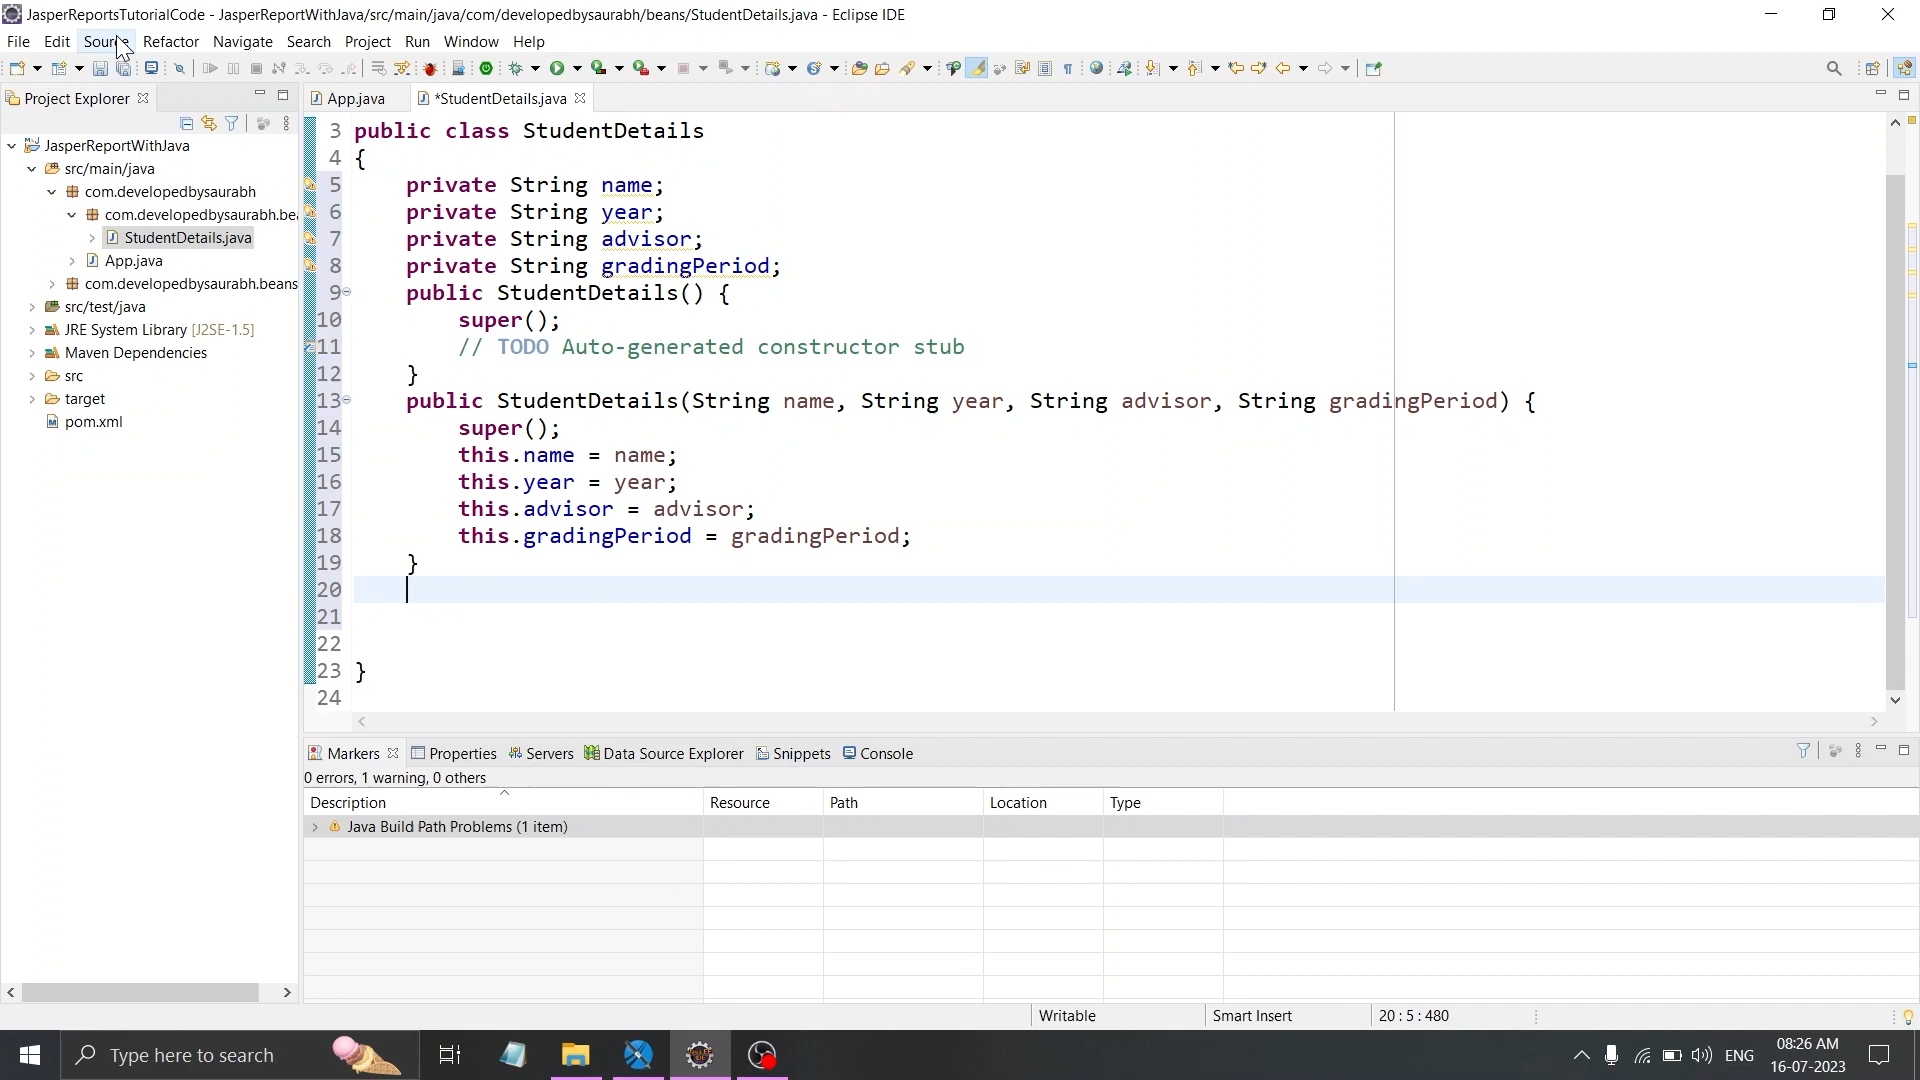 JasperReportsTutorialCode - JasperReportWithJava/src/main/java/com/developedbysaurabh/beans/StudentDetails.java - Eclipse IDE
File Edit Source Refactor Navigate Search Project Run Window Help
Project Explorer
App.java *StudentDetails.java
JasperReportWithJava
src/main/java
com.developedbysaurabh
com.developedbysaurabh.bea
StudentDetails.java
App.java
com.developedbysaurabh.beans
src/test/java
JRE System Library [J2SE-1.5]
Maven Dependencies
src
target
pom.xml
3 public class StudentDetails
4 {
5 private String name;
6 private String year;
7 private String advisor;
8 private String gradingPeriod;
9 public StudentDetails() {
10 super();
11 // TODO Auto-generated constructor stub
12 }
13 public StudentDetails(String name, String year, String advisor, String gradingPeriod) {
14 super();
15 this.name = name;
16 this.year = year;
17 this.advisor = advisor;
18 this.gradingPeriod = gradingPeriod;
19 }
20
21
22
23 }
24
Markers Properties Servers Data Source Explorer Snippets Console
0 errors, 1 warning, 0 others
Description Resource Path Location Type
Java Build Path Problems (1 item)
Writable Smart Insert 20 : 5 : 480
Type here to search
ENG
08:26 AM
16-07-2023